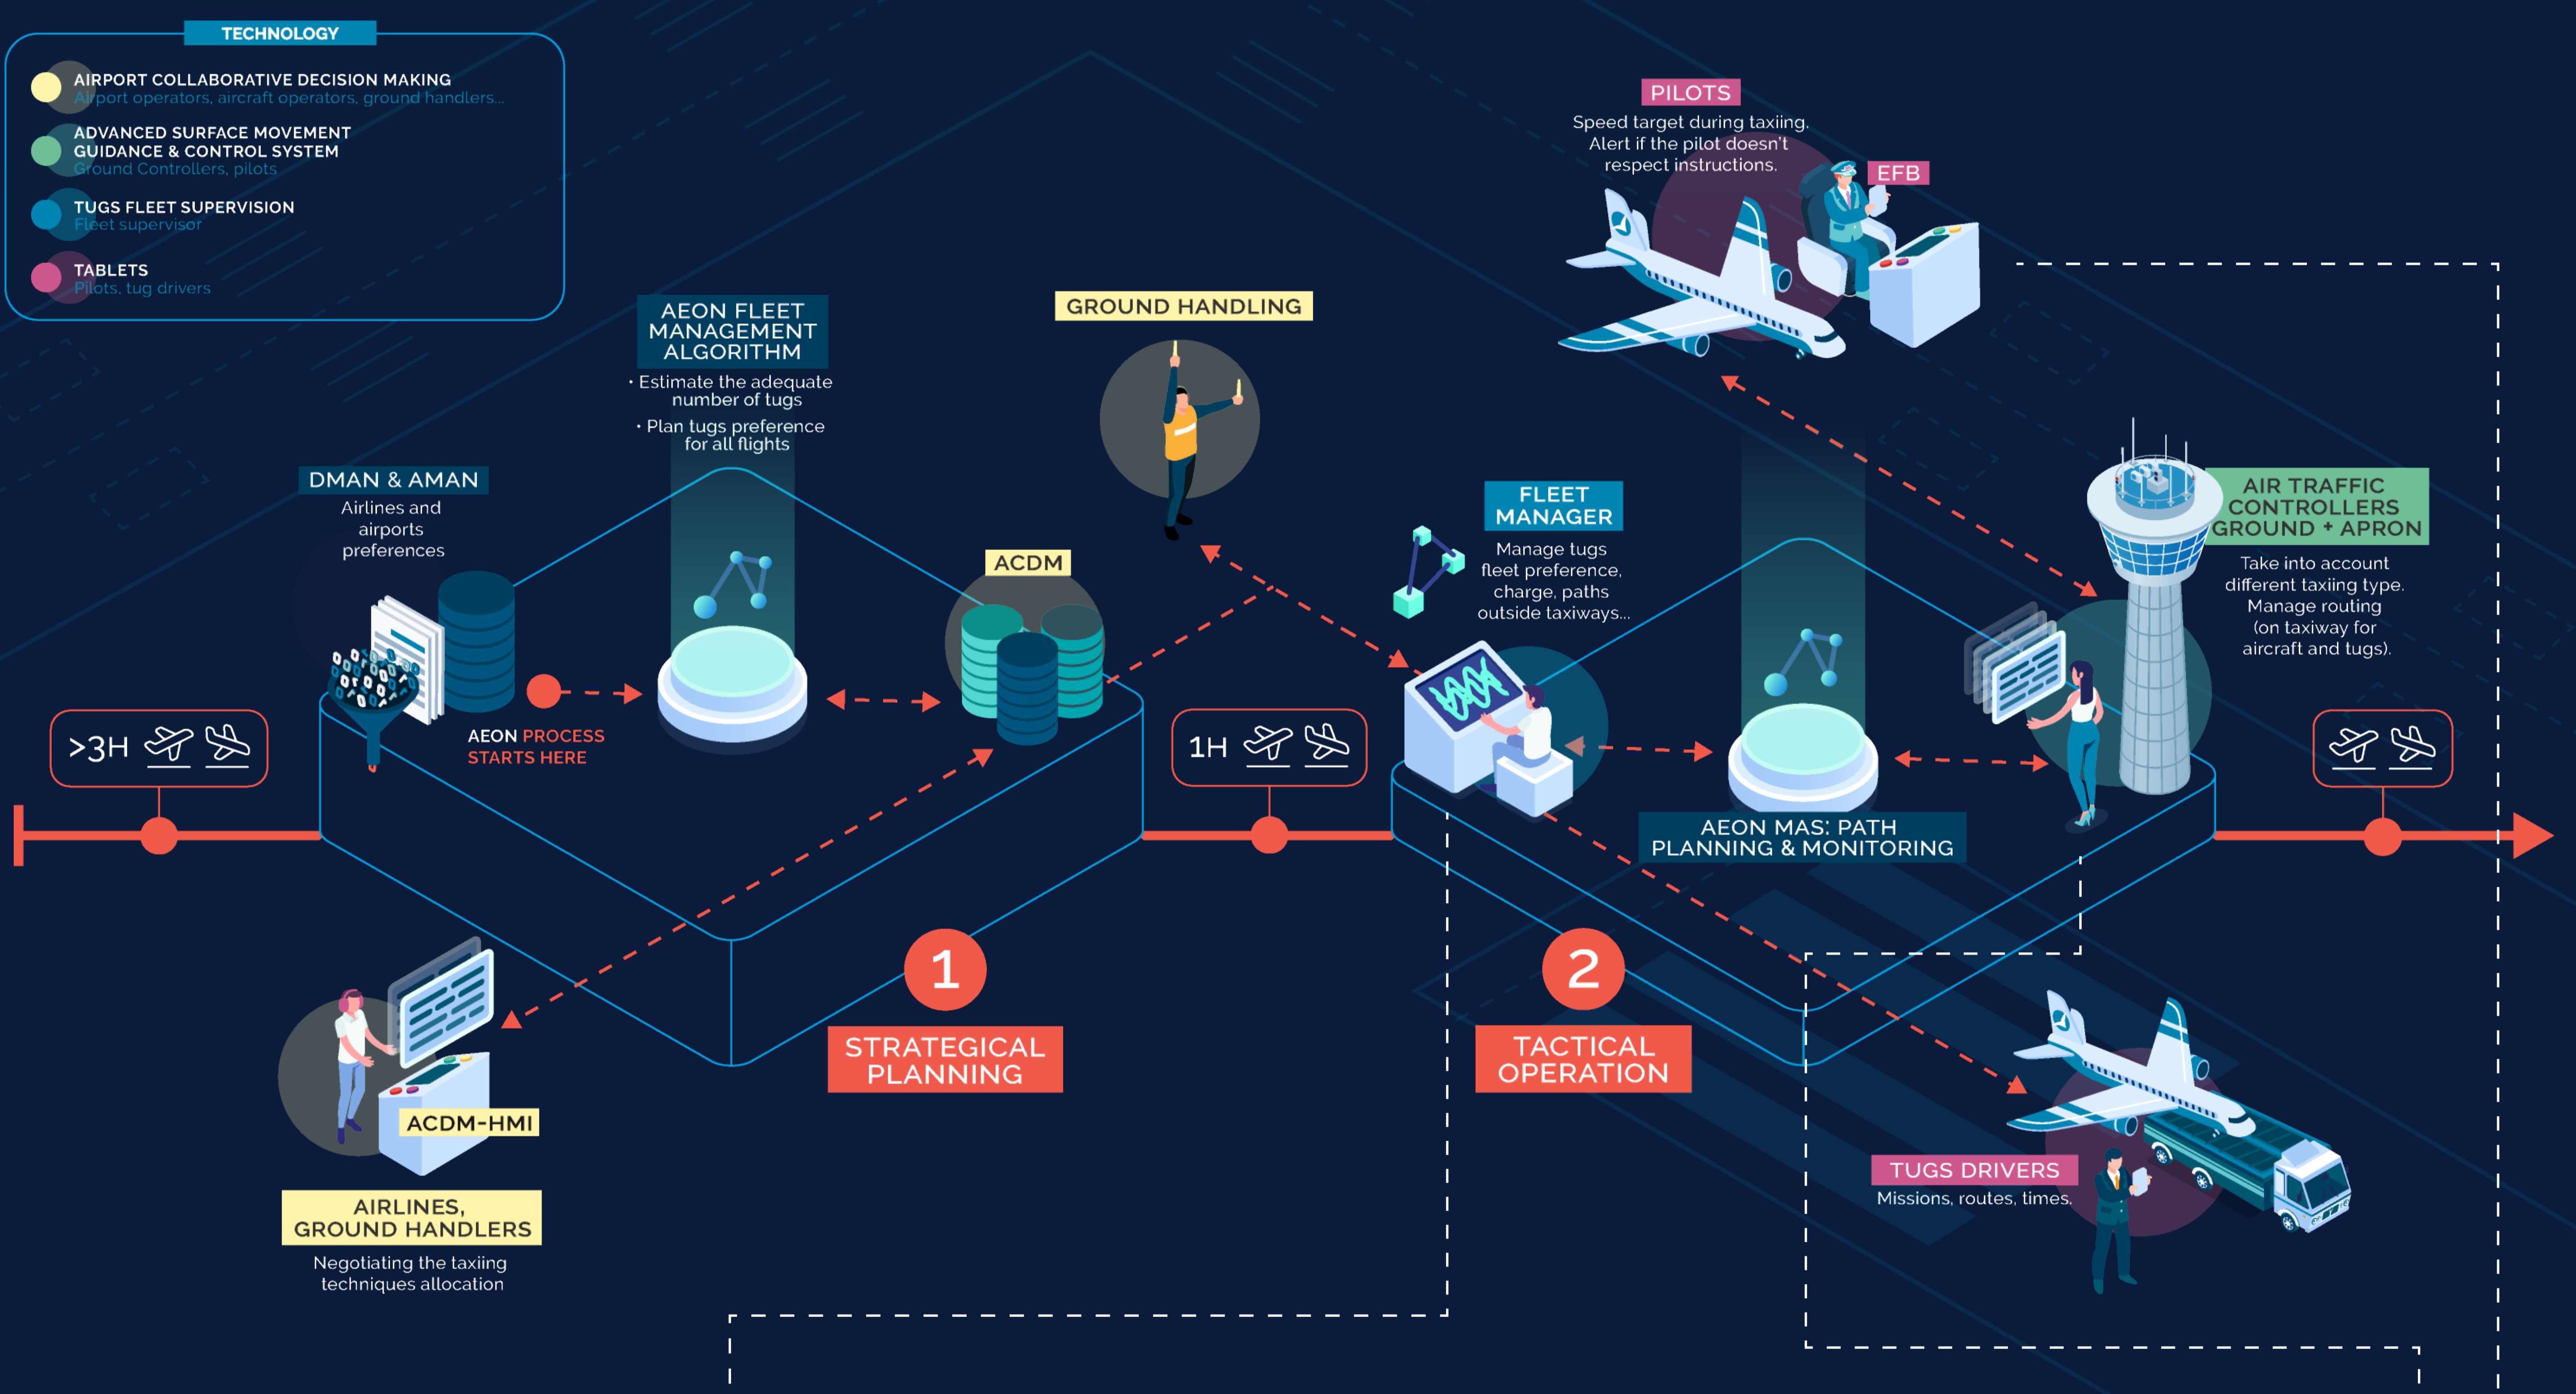 TECHNOLOGY
AIRPORT COLLABORATIVE DECISION MAKING
Airport operators, aircraft operators, ground handlers...
ADVANCED SURFACE MOVEMENT
GUIDANCE & CONTROL SYSTEM
Ground Controllers, pilots
TUGS FLEET SUPERVISION
Fleet supervisor
TABLETS
Pilots, tug drivers
PILOTS
Speed target during taxiing.
Alert if the pilot doesn't
respect instructions.
EFB
AEON FLEET
MANAGEMENT
ALGORITHM
• Estimate the adequate
number of tugs
• Plan tugs preference
for all flights
GROUND HANDLING
DMAN & AMAN
Airlines and
airports
preferences
ACDM
FLEET
MANAGER
Manage tugs
fleet preference,
charge, paths
outside taxiways...
AIR TRAFFIC
CONTROLLERS
GROUND + APRON
Take into account
different taxiing type.
Manage routing
(on taxiway for
aircraft and tugs).
AEON PROCESS
STARTS HERE
>3H
1H
AEON MAS: PATH
PLANNING & MONITORING
1
STRATEGICAL
PLANNING
2
TACTICAL
OPERATION
ACDM-HMI
AIRLINES,
GROUND HANDLERS
Negotiating the taxiing
techniques allocation
TUGS DRIVERS
Missions, routes, times.